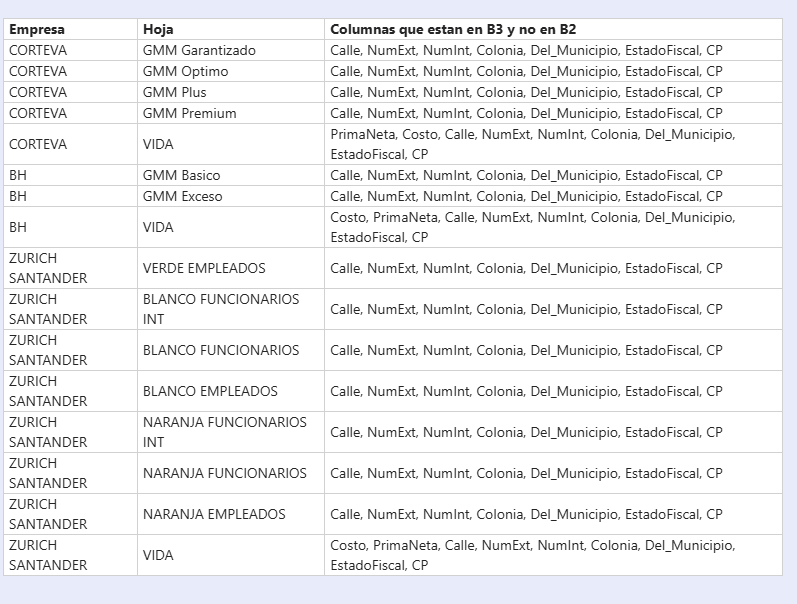 Empresa Hoja Columnas que estan en B3 y no en B2
CORTEVA GMM Garantizado Calle, NumExt, NumInt, Colonia, Del_Municipio, EstadoFiscal, CP
CORTEVA GMM Optimo Calle, NumExt, NumInt, Colonia, Del_Municipio, EstadoFiscal, CP
CORTEVA GMM Plus Calle, NumExt, NumInt, Colonia, Del_Municipio, EstadoFiscal, CP
CORTEVA GMM Premium Calle, NumExt, NumInt, Colonia, Del_Municipio, EstadoFiscal, CP
CORTEVA VIDA PrimaNeta, Costo, Calle, NumExt, NumInt, Colonia, Del_Municipio,
EstadoFiscal, CP
BH GMM Basico Calle, NumExt, NumInt, Colonia, Del_Municipio, EstadoFiscal, CP
BH GMM Exceso Calle, NumExt, NumInt, Colonia, Del_Municipio, EstadoFiscal, CP
BH VIDA Costo, PrimaNeta, Calle, NumExt, NumInt, Colonia, Del_Municipio,
EstadoFiscal, CP
ZURICH
SANTANDER VERDE EMPLEADOS Calle, NumExt, NumInt, Colonia, Del_Municipio, EstadoFiscal, CP
ZURICH
SANTANDER BLANCO FUNCIONARIOS
INT Calle, NumExt, NumInt, Colonia, Del_Municipio, EstadoFiscal, CP
ZURICH
SANTANDER BLANCO FUNCIONARIOS Calle, NumExt, NumInt, Colonia, Del_Municipio, EstadoFiscal, CP
ZURICH
SANTANDER BLANCO EMPLEADOS Calle, NumExt, NumInt, Colonia, Del_Municipio, EstadoFiscal, CP
ZURICH
SANTANDER NARANJA FUNCIONARIOS
INT Calle, NumExt, NumInt, Colonia, Del_Municipio, EstadoFiscal, CP
ZURICH
SANTANDER NARANJA FUNCIONARIOS Calle, NumExt, NumInt, Colonia, Del_Municipio, EstadoFiscal, CP
ZURICH
SANTANDER NARANJA EMPLEADOS Calle, NumExt, NumInt, Colonia, Del_Municipio, EstadoFiscal, CP
ZURICH
SANTANDER VIDA Costo, PrimaNeta, Calle, NumExt, NumInt, Colonia, Del_Municipio,
EstadoFiscal, CP